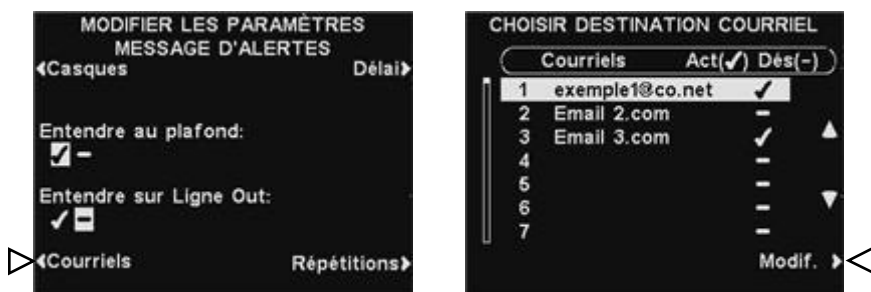 MODIFIER LES PARAMÈTRES
MESSAGE D'ALERTES
Casques Délai
Entendre au plafond:
✓ -
Entendre sur Ligne Out:
✓ -
Courriels Répétitions
CHOISIR DESTINATION COURRIEL
Courriels Act(✓) Dés(-)
1 exemple1@co.net ✓
2 Email 2.com -
3 Email 3.com ✓
4 -
5 -
6 -
7 -
Modif.